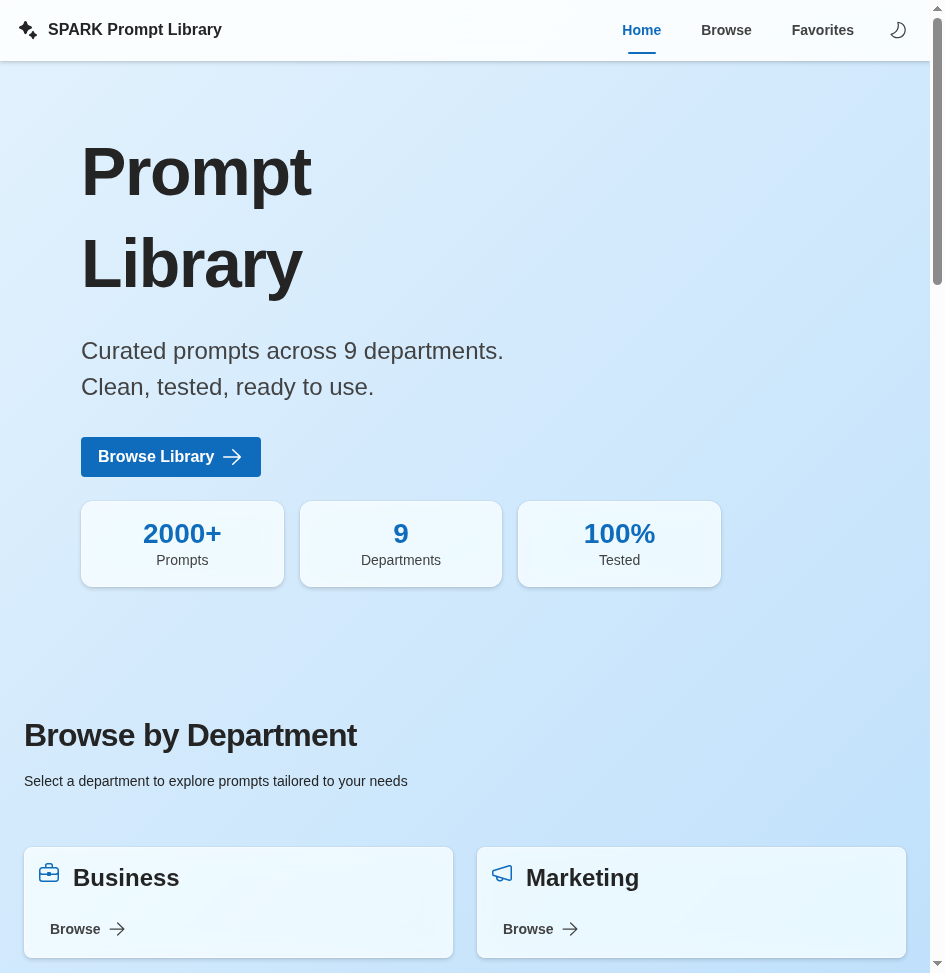 SPARK Prompt Library
Home Browse Favorites
Prompt
Library
Curated prompts across 9 departments.
Clean, tested, ready to use.
Browse Library
2000+
Prompts
9
Departments
100%
Tested
Browse by Department
Select a department to explore prompts tailored to your needs
Business
Browse
Marketing
Browse